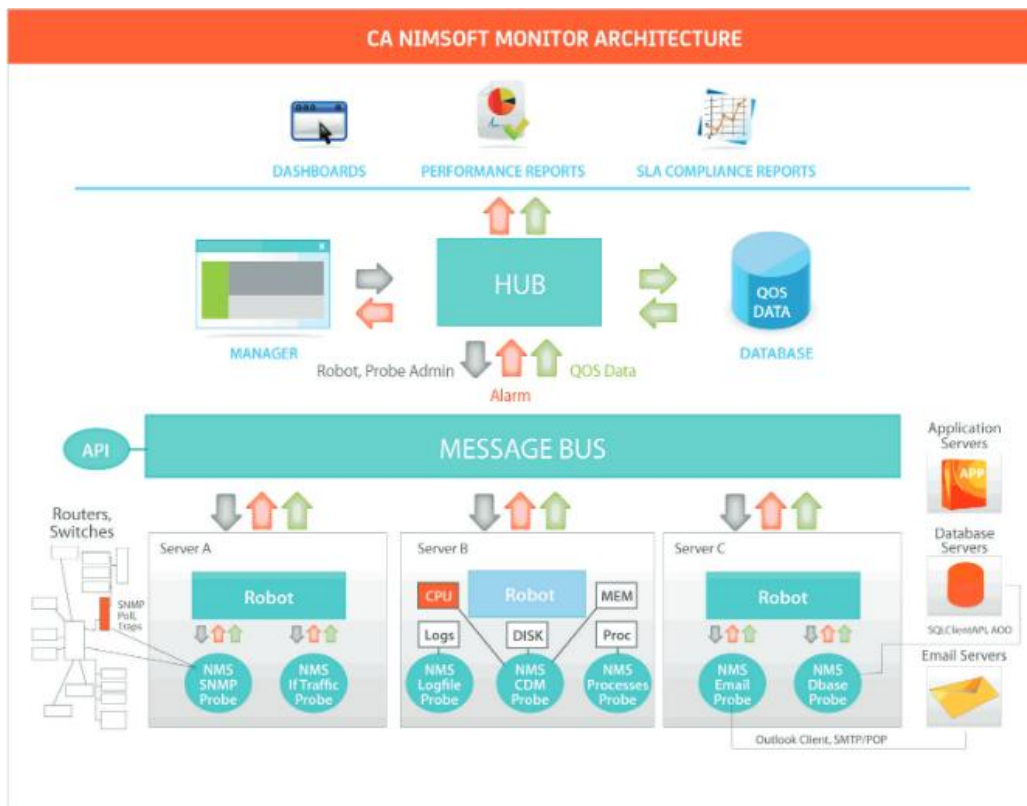 CA NIMSOFT MONITOR ARCHITECTURE
DASHBOARDS
PERFORMANCE REPORTS
SLA COMPLIANCE REPORTS
HUB
QOS
DATA
MANAGER
DATABASE
Robot, Probe Admin
QOS Data
Alarm
API
MESSAGE BUS
Application
Servers
APP
Routers,
Switches
Server A
Server B
Server C
Database
Servers
Robot
CPU
Robot
MEM
Robot
SNMP
Poll,
Traps
Logs
DISK
Proc
SQLClientAPI, AOO
NMS
SNMP
Probe
NMS
If Traffic
Probe
NMS
Logfile
Probe
NMS
CDM
Probe
NMS
Processes
Probe
NMS
Email
Probe
NMS
Dbase
Probe
Email Servers
Outlook Client, SMTP/POP